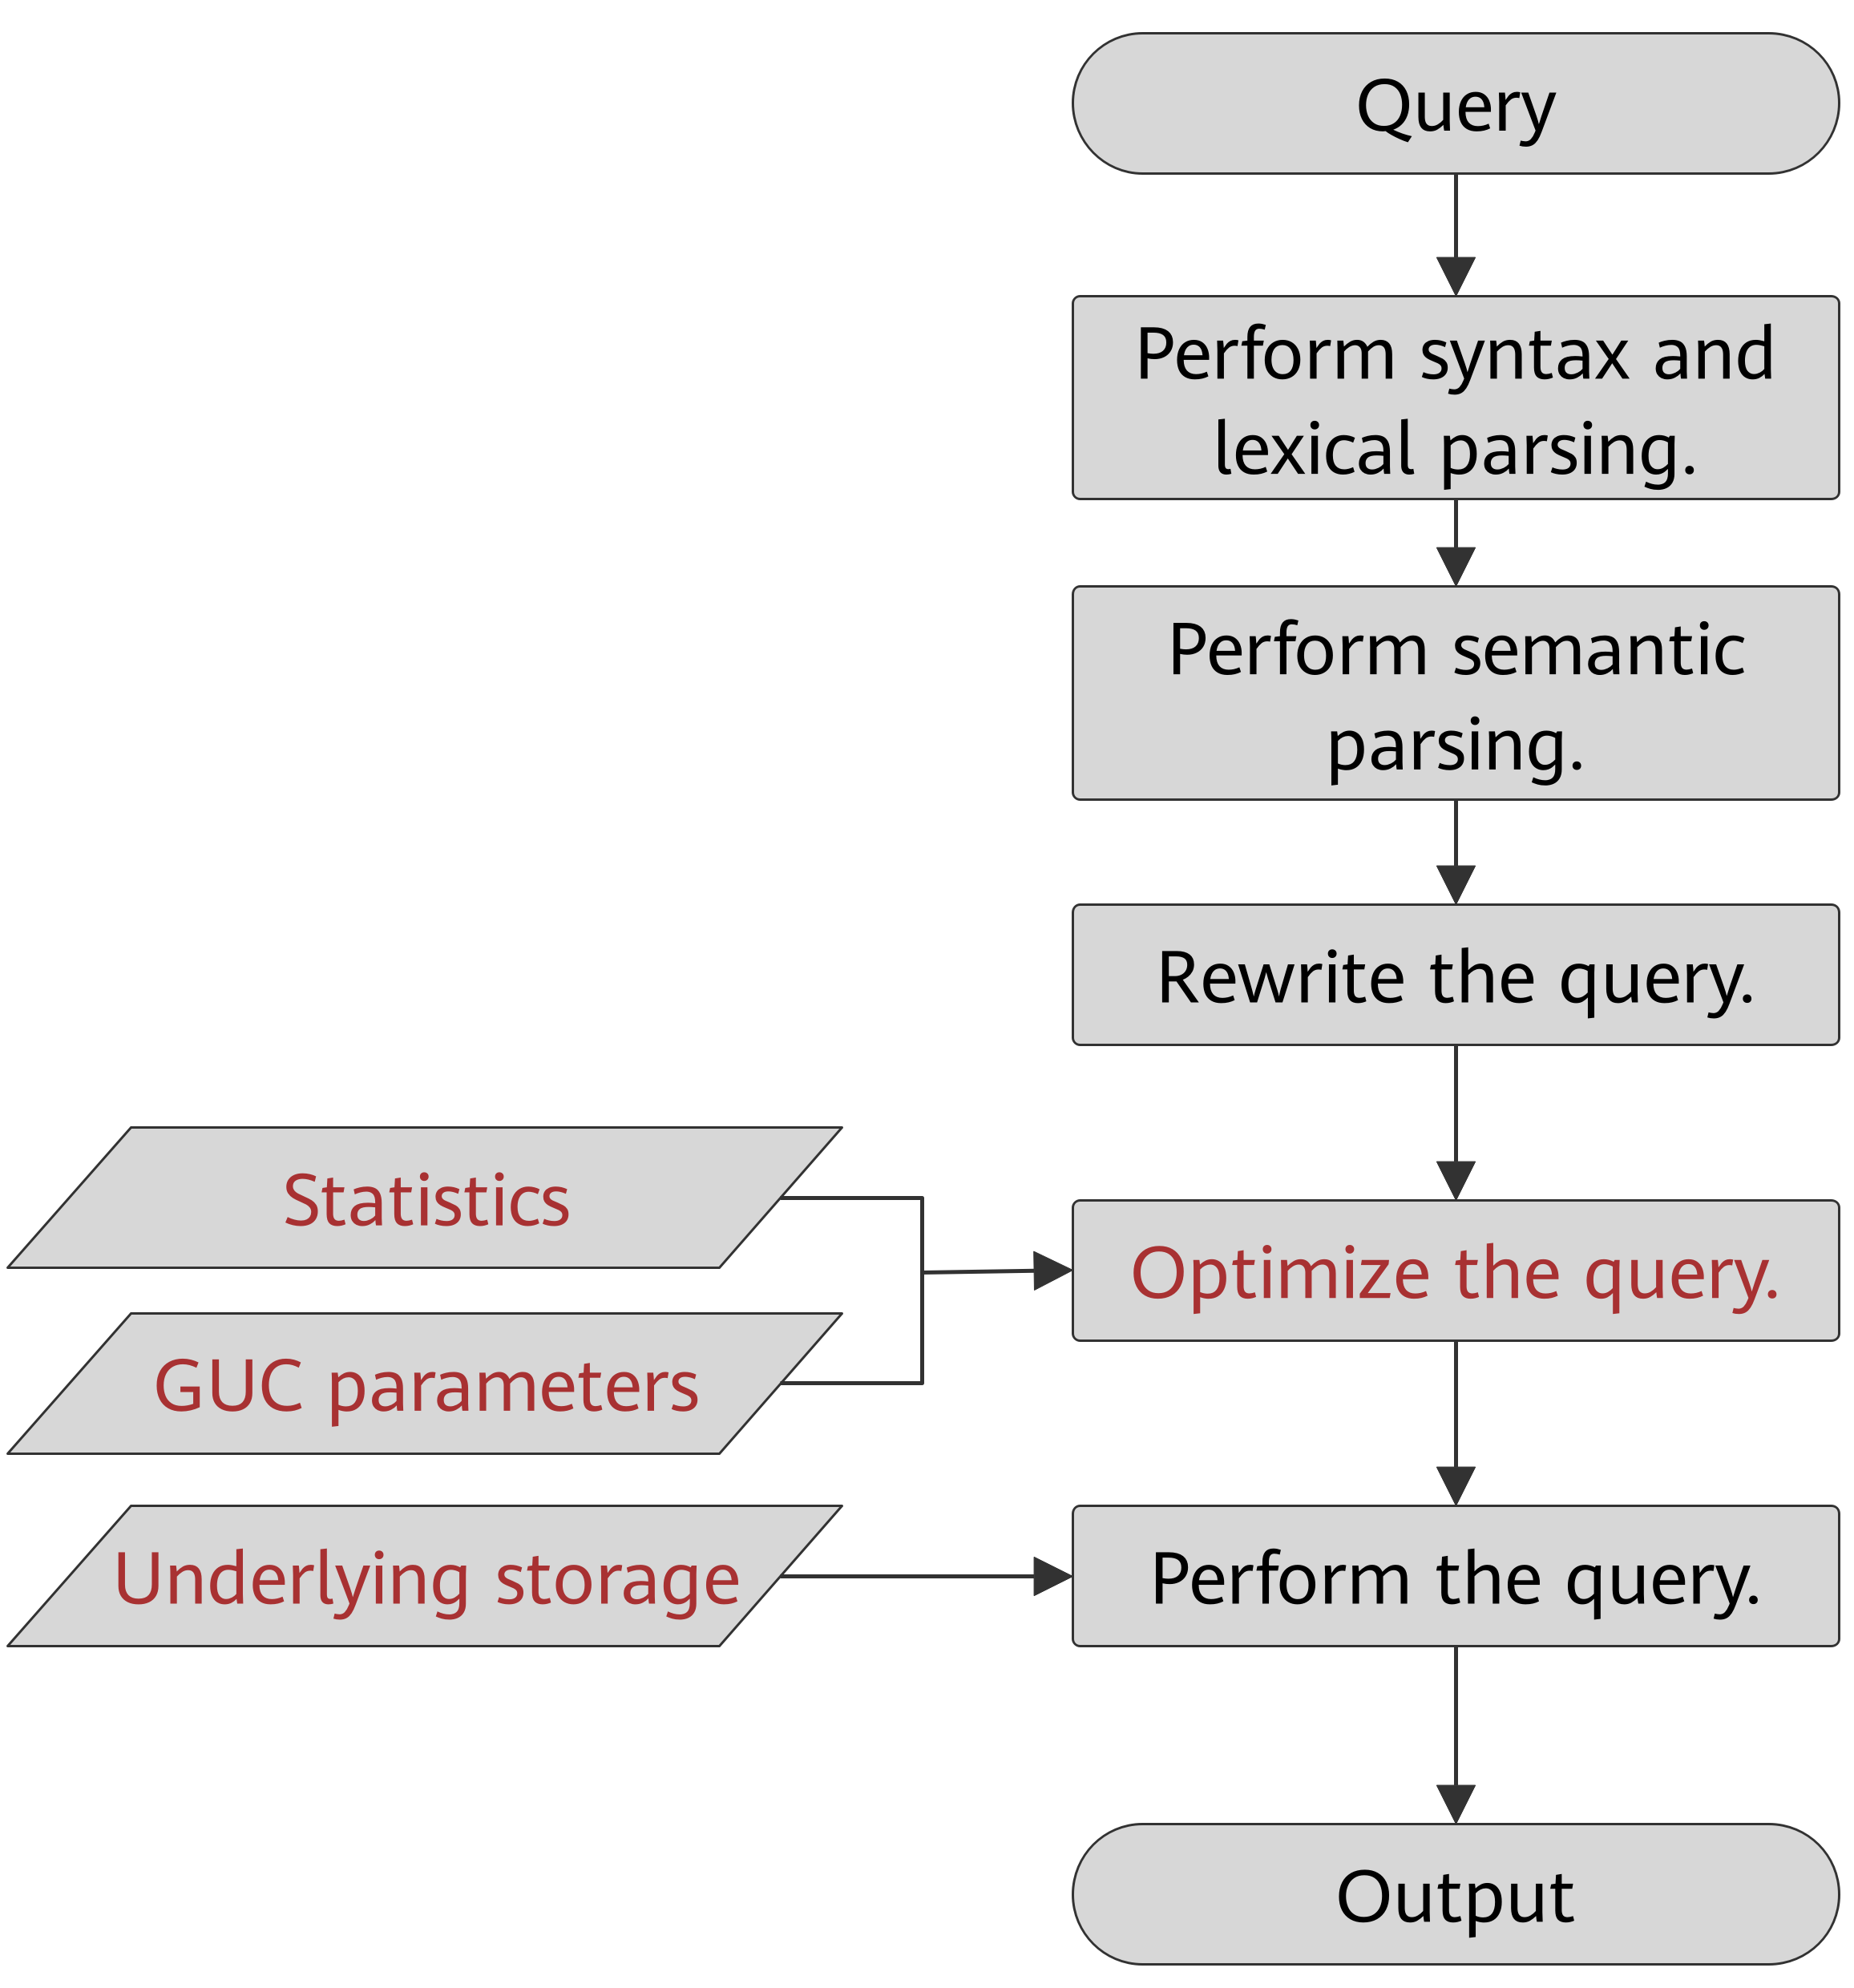 Query
Perform syntax and
lexical parsing.
Perform semantic
parsing.
Rewrite the query.
Statistics
Optimize the query.
GUC parameters
Underlying storage
Perform the query.
Output